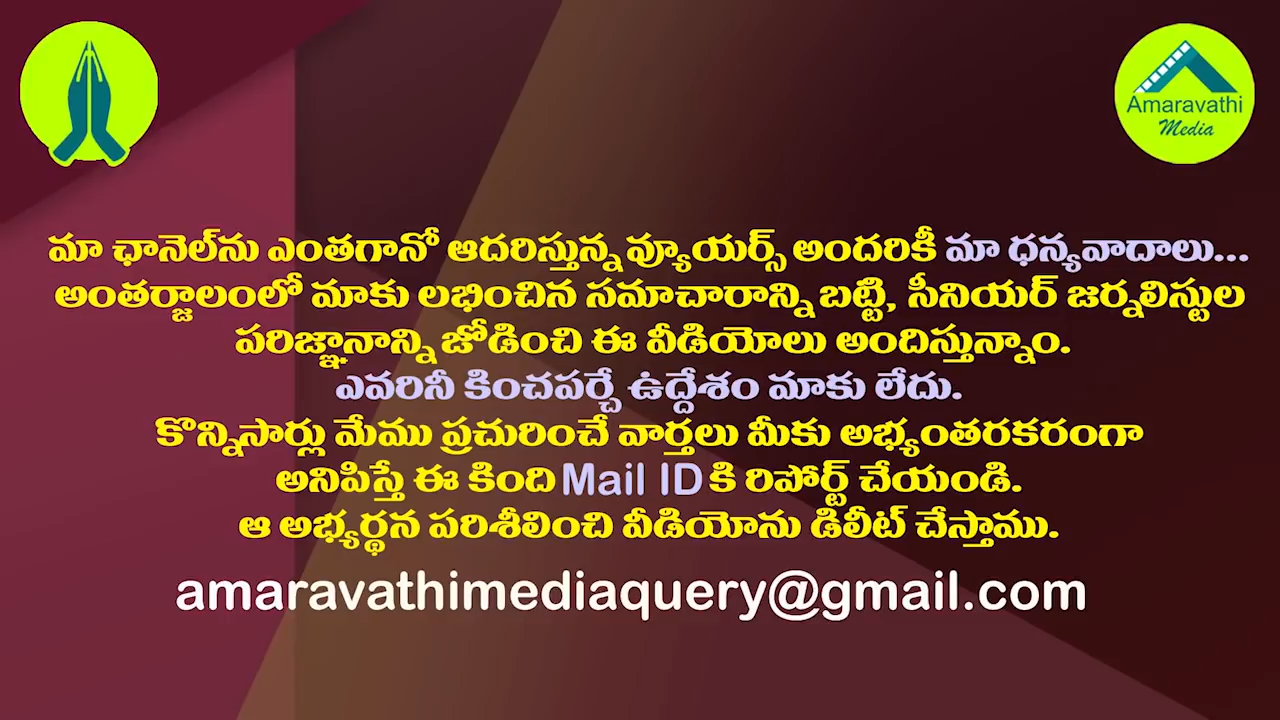 Amaravathi
Media
మా ఛానెల్‌ను ఎంతగానో ఆదరిస్తున్న వ్యూయర్స్ అందరికీ మా ధన్యవాదాలు...
అంతర్జాలంలో మాకు లభించిన సమాచారాన్ని బట్టి, సీనియర్ జర్నలిస్టుల
పరిజ్ఞానాన్ని జోడించి ఈ వీడియోలు అందిస్తున్నాం.
ఎవరినీ కించపర్చే ఉద్దేశం మాకు లేదు.
కొన్నిసార్లు మేము ప్రచురించే వార్తలు మీకు అభ్యంతరకరంగా
అనిపిస్తే ఈ కింది Mail ID కి రిపోర్ట్ చేయండి.
ఆ అభ్యర్థన పరిశీలించి వీడియోను డిలీట్ చేస్తాము.
amaravathimediaquery@gmail.com